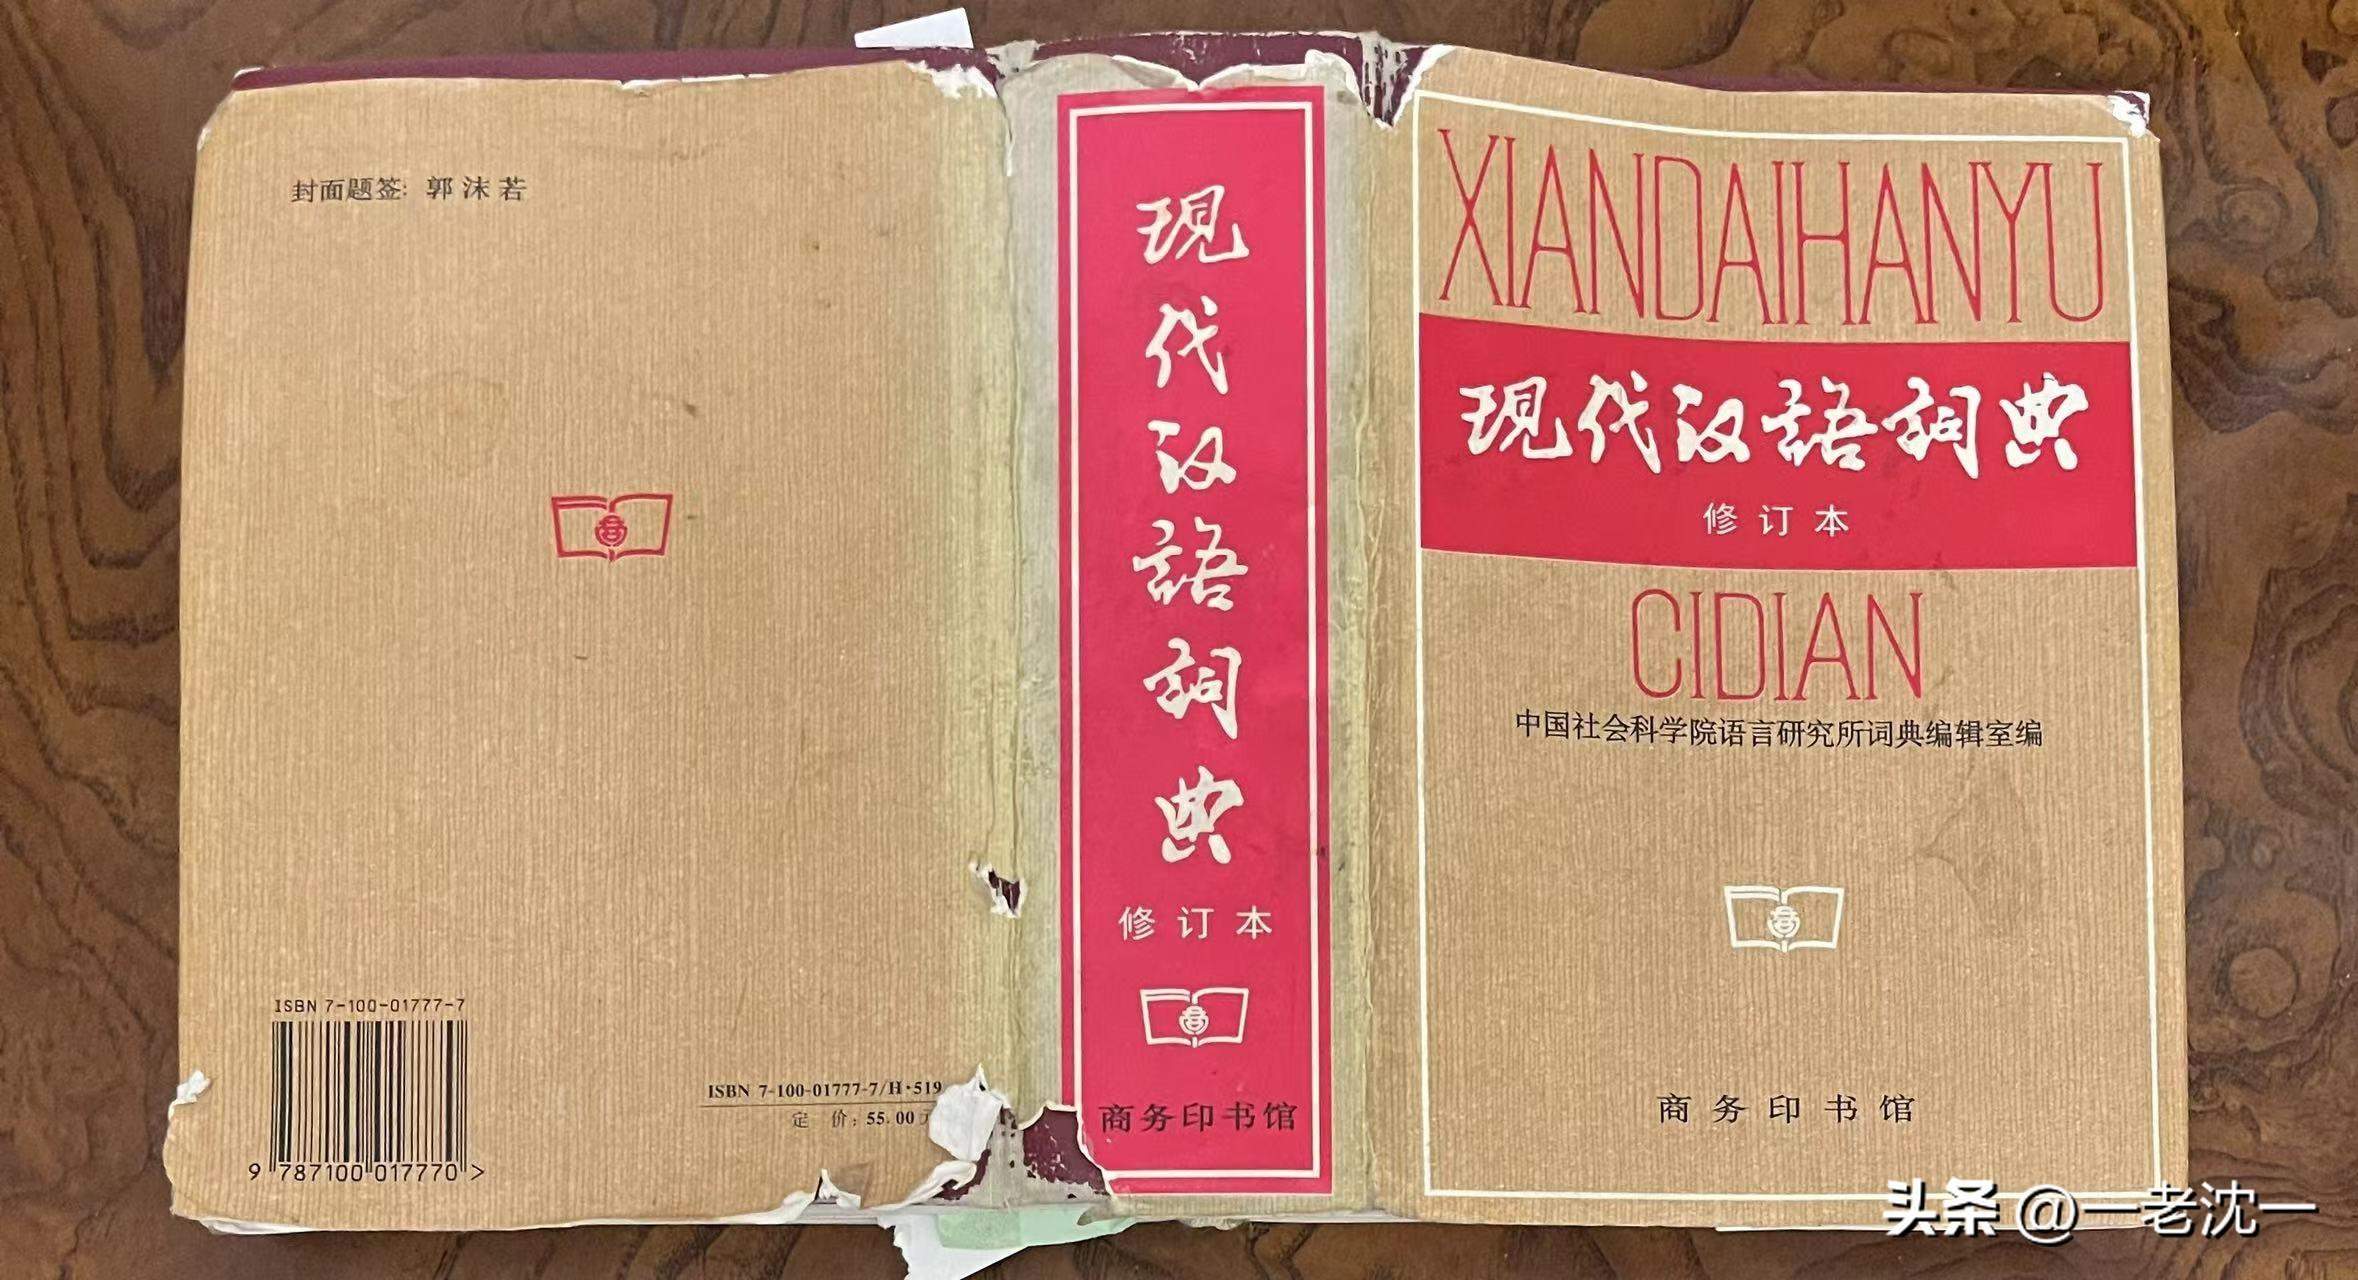 封面题签: 郭沫若
ISBN 7-100-01777-7
9 787100 017770 >
ISBN 7-100-01777-7/H·519
定 价: 55.00元
现代汉語詞典
修订本
商务印书馆
XIANDAIHANYU
现代汉語詞典
修订本
CIDIAN
中国社会科学院语言研究所词典编辑室编
商务印书馆
头条 @一老沈一